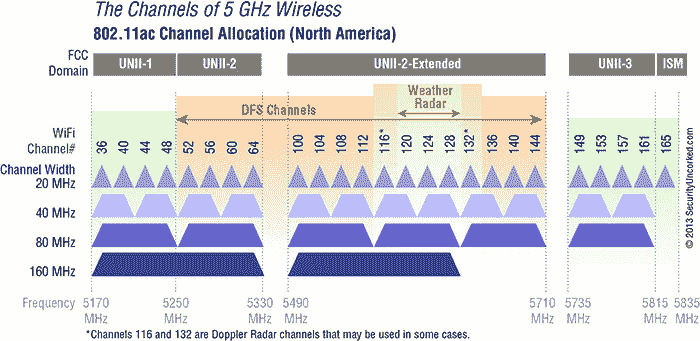 The Channels of 5 GHz Wireless
802.11ac Channel Allocation (North America)
FCC Domain UNII-1 UNII-2 UNII-2-Extended UNII-3 ISM
Weather Radar
DFS Channels
WiFi Channel# 36 40 44 48 52 56 60 64 100 104 108 112 116* 120 124 128 132* 136 140 144 149 153 157 161 165
Channel Width
20 MHz
40 MHz
80 MHz
160 MHz
Frequency 5170 MHz 5250 MHz 5330 MHz 5490 MHz 5710 MHz 5735 MHz 5815 MHz 5835 MHz
*Channels 116 and 132 are Doppler Radar channels that may be used in some cases.
© 2013 SecurityUncorked.com